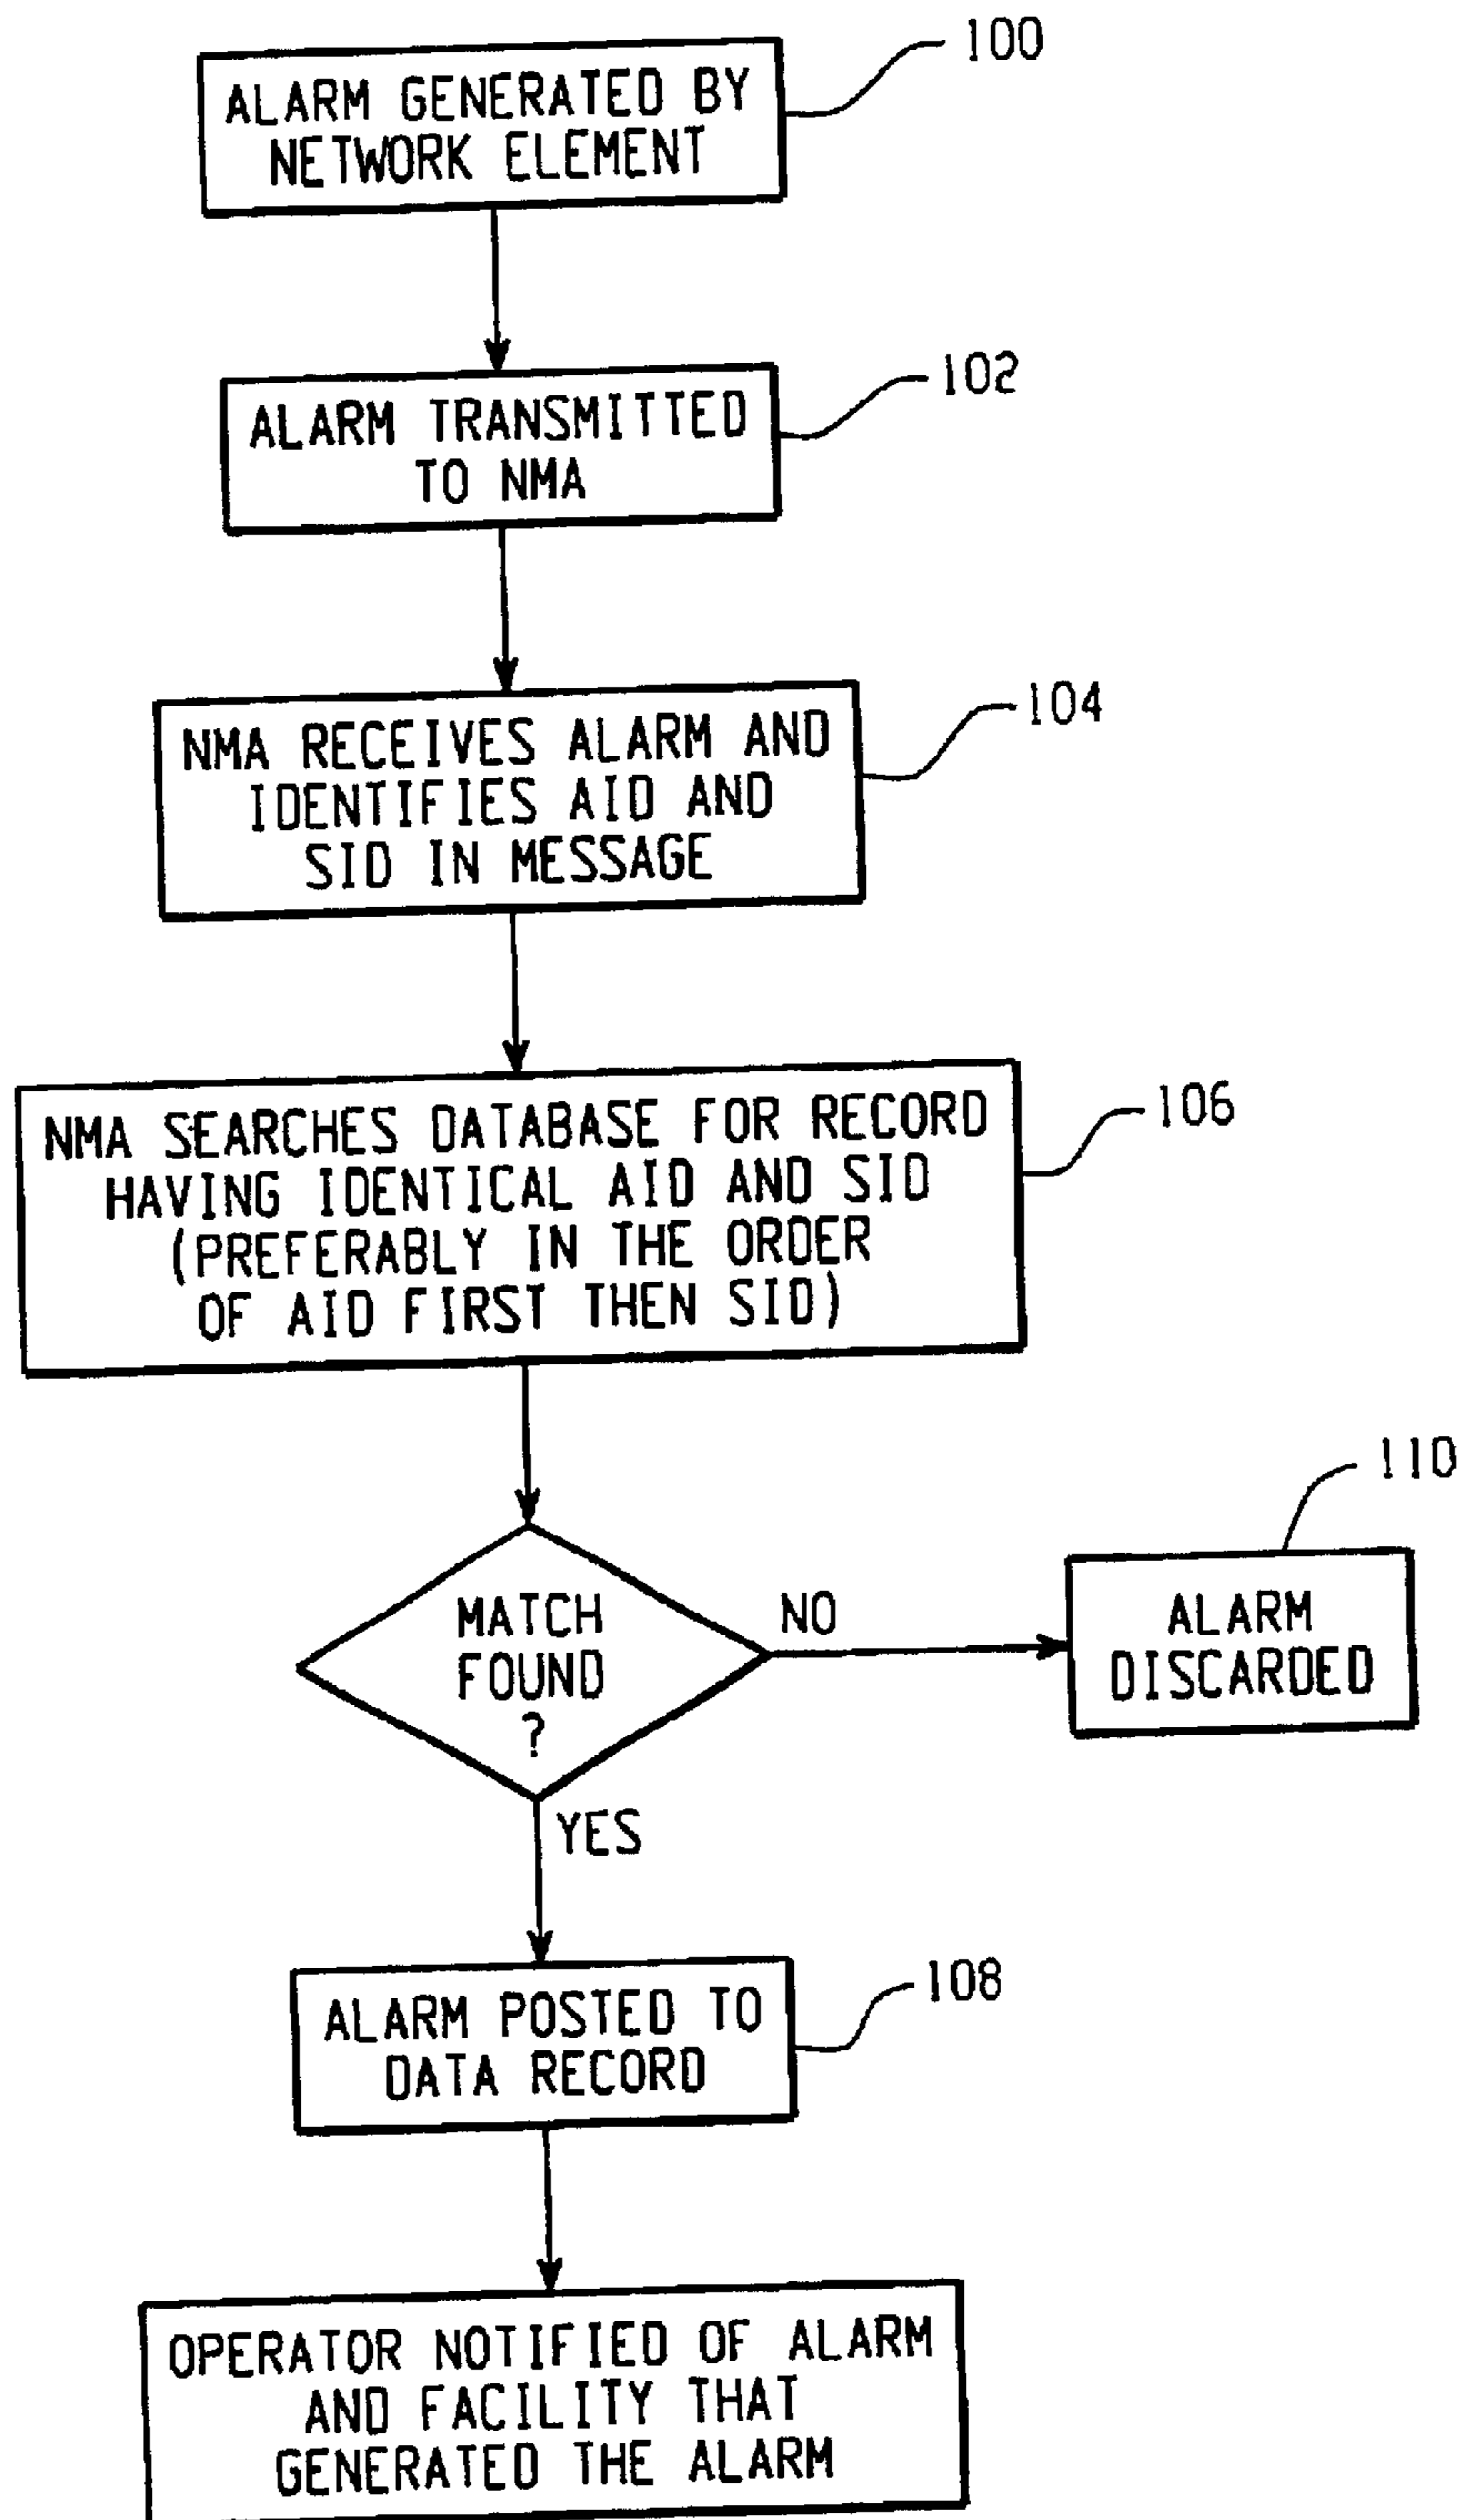 100
ALARM GENERATED BY
NETWORK ELEMENT
102
ALARM TRANSMITTED
TO NMA
104
NMA RECEIVES ALARM AND
IDENTIFIES AID AND
SID IN MESSAGE
106
NMA SEARCHES DATABASE FOR RECORD
HAVING IDENTICAL AID AND SID
(PREFERABLY IN THE ORDER
OF AID FIRST THEN SID)
110
MATCH
FOUND
?
NO
ALARM
DISCARDED
YES
108
ALARM POSTED TO
DATA RECORD
OPERATOR NOTIFIED OF ALARM
AND FACILITY THAT
GENERATED THE ALARM